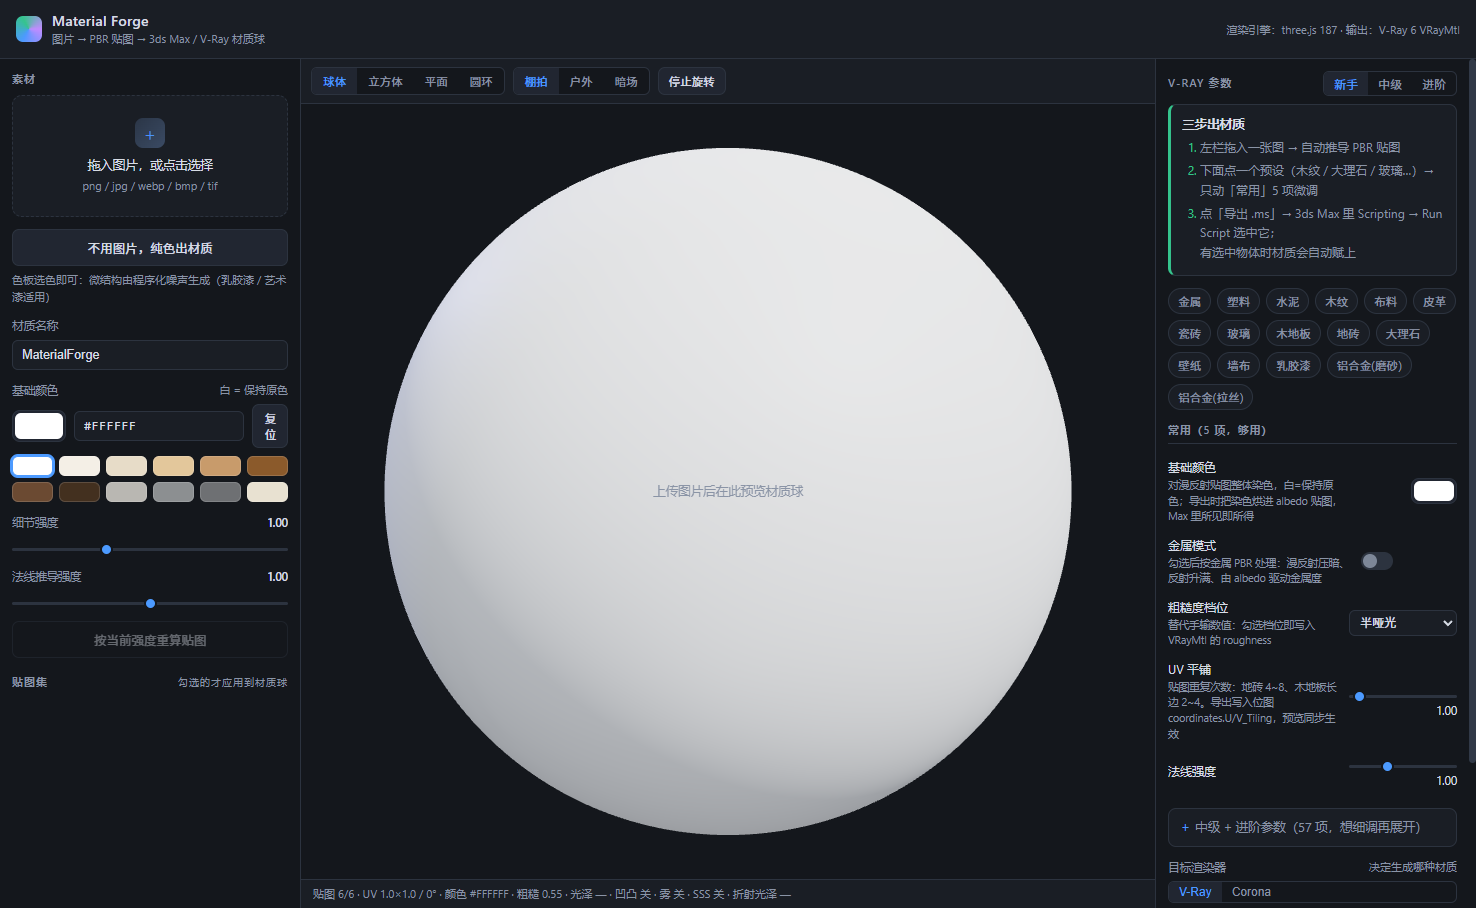 Material Forge
图片 → PBR 贴图 → 3ds Max / V-Ray 材质球
渲染引擎：three.js 187 · 输出：V-Ray 6 VRayMtl
素材
+
拖入图片，或点击选择
png / jpg / webp / bmp / tif
不用图片，纯色出材质
色板选色即可：微结构由程序化噪声生成（乳胶漆 / 艺术
漆适用）
材质名称
MaterialForge
基础颜色
白 = 保持原色
#FFFFFF
复
位
细节强度
1.00
法线推导强度
1.00
按当前强度重算贴图
贴图集
勾选的才应用到材质球
球体 立方体 平面 圆环
棚拍 户外 暗场
停止旋转
上传图片后在此预览材质球
贴图 6/6 · UV 1.0×1.0 / 0° · 颜色 #FFFFFF · 粗糙 0.55 · 光泽 — · 凹凸 关 · 雾 关 · SSS 关 · 折射光泽 —
V-RAY 参数
新手 中级 进阶
三步出材质
1. 左栏拖入一张图 → 自动推导 PBR 贴图
2. 下面点一个预设（木纹 / 大理石 / 玻璃…）→
只动「常用」5 项微调
3. 点「导出 .ms」→ 3ds Max 里 Scripting → Run
Script 选中它；
有选中物体时材质会自动赋上
金属 塑料 水泥 木纹 布料 皮革
瓷砖 玻璃 木地板 地砖 大理石
壁纸 墙布 乳胶漆 铝合金(磨砂)
铝合金(拉丝)
常用（5 项，够用）
基础颜色
对漫反射贴图整体染色，白=保持原
色；导出时把染色烘进 albedo 贴图，
Max 里所见即所得
金属模式
勾选后按金属 PBR 处理：漫反射压暗、
反射升满、由 albedo 驱动金属度
粗糙度档位
替代手输数值：勾选档位即写入
VRayMtl 的 roughness
半哑光
UV 平铺
贴图重复次数：地砖 4~8、木地板长
边 2~4。导出写入位图
coordinates.U/V_Tiling，预览同步生
效
1.00
法线强度
1.00
+ 中级 + 进阶参数（57 项，想细调再展开）
目标渲染器
决定生成哪种材质
V-Ray Corona